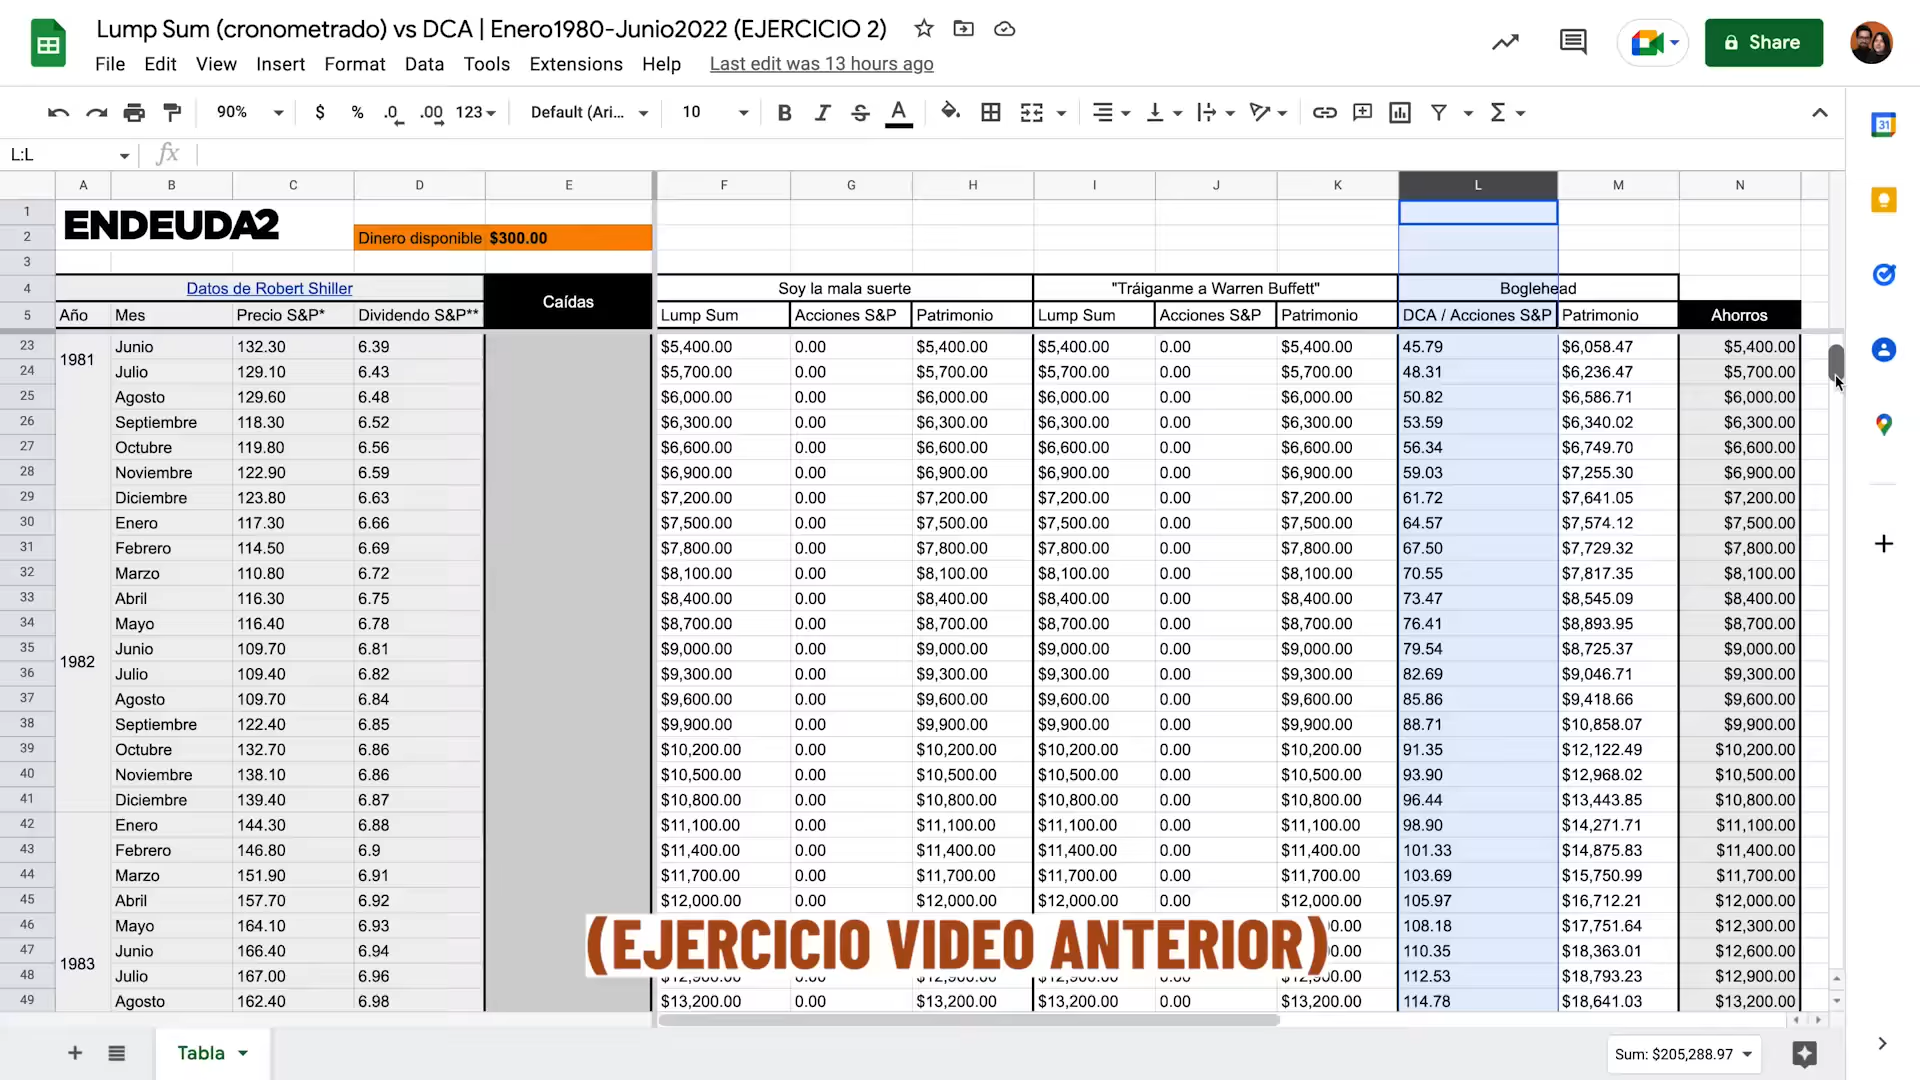 Lump Sum (cronometrado) vs DCA | Enero1980-Junio2022 (EJERCICIO 2)
Share
File Edit View Insert Format Data Tools Extensions Help Last edit was 13 hours ago
90% $ % .0 .00 123 Default (Ari... 10 B I S A
31
L:L fx
A B C D E F G H I J K L M N
1 ENDEUDA2
2 Dinero disponible $300.00
3
4 Datos de Robert Shiller Caídas Soy la mala suerte "Tráiganme a Warren Buffett" Boglehead
5 Año Mes Precio S&P* Dividendo S&P** Lump Sum Acciones S&P Patrimonio Lump Sum Acciones S&P Patrimonio DCA / Acciones S&P Patrimonio Ahorros
23 1981 Junio 132.30 6.39 $5,400.00 0.00 $5,400.00 $5,400.00 0.00 $5,400.00 45.79 $6,058.47 $5,400.00
24 Julio 129.10 6.43 $5,700.00 0.00 $5,700.00 $5,700.00 0.00 $5,700.00 48.31 $6,236.47 $5,700.00
25 Agosto 129.60 6.48 $6,000.00 0.00 $6,000.00 $6,000.00 0.00 $6,000.00 50.82 $6,586.71 $6,000.00
26 Septiembre 118.30 6.52 $6,300.00 0.00 $6,300.00 $6,300.00 0.00 $6,300.00 53.59 $6,340.02 $6,300.00
27 Octubre 119.80 6.56 $6,600.00 0.00 $6,600.00 $6,600.00 0.00 $6,600.00 56.34 $6,749.70 $6,600.00
28 Noviembre 122.90 6.59 $6,900.00 0.00 $6,900.00 $6,900.00 0.00 $6,900.00 59.03 $7,255.30 $6,900.00
29 Diciembre 123.80 6.63 $7,200.00 0.00 $7,200.00 $7,200.00 0.00 $7,200.00 61.72 $7,641.05 $7,200.00
30 Enero 117.30 6.66 $7,500.00 0.00 $7,500.00 $7,500.00 0.00 $7,500.00 64.57 $7,574.12 $7,500.00
31 Febrero 114.50 6.69 $7,800.00 0.00 $7,800.00 $7,800.00 0.00 $7,800.00 67.50 $7,729.32 $7,800.00
32 Marzo 110.80 6.72 $8,100.00 0.00 $8,100.00 $8,100.00 0.00 $8,100.00 70.55 $7,817.35 $8,100.00
33 Abril 116.30 6.75 $8,400.00 0.00 $8,400.00 $8,400.00 0.00 $8,400.00 73.47 $8,545.09 $8,400.00
34 Mayo 116.40 6.78 $8,700.00 0.00 $8,700.00 $8,700.00 0.00 $8,700.00 76.41 $8,893.95 $8,700.00
35 Junio 109.70 6.81 $9,000.00 0.00 $9,000.00 $9,000.00 0.00 $9,000.00 79.54 $8,725.37 $9,000.00
36 1982 Julio 109.40 6.82 $9,300.00 0.00 $9,300.00 $9,300.00 0.00 $9,300.00 82.69 $9,046.71 $9,300.00
37 Agosto 109.70 6.84 $9,600.00 0.00 $9,600.00 $9,600.00 0.00 $9,600.00 85.86 $9,418.66 $9,600.00
38 Septiembre 122.40 6.85 $9,900.00 0.00 $9,900.00 $9,900.00 0.00 $9,900.00 88.71 $10,858.07 $9,900.00
39 Octubre 132.70 6.86 $10,200.00 0.00 $10,200.00 $10,200.00 0.00 $10,200.00 91.35 $12,122.49 $10,200.00
40 Noviembre 138.10 6.86 $10,500.00 0.00 $10,500.00 $10,500.00 0.00 $10,500.00 93.90 $12,968.02 $10,500.00
41 Diciembre 139.40 6.87 $10,800.00 0.00 $10,800.00 $10,800.00 0.00 $10,800.00 96.44 $13,443.85 $10,800.00
42 Enero 144.30 6.88 $11,100.00 0.00 $11,100.00 $11,100.00 0.00 $11,100.00 98.90 $14,271.71 $11,100.00
43 Febrero 146.80 6.9 $11,400.00 0.00 $11,400.00 $11,400.00 0.00 $11,400.00 101.33 $14,875.83 $11,400.00
44 Marzo 151.90 6.91 $11,700.00 0.00 $11,700.00 $11,700.00 0.00 $11,700.00 103.69 $15,750.99 $11,700.00
45 Abril 157.70 6.92 $12,000.00 0.00 $12,000.00 $12,000.00 0.00 $12,000.00 105.97 $16,712.21 $12,000.00
46 Mayo 164.10 6.93 108.18 $17,751.64 $12,300.00
47 Junio 166.40 6.94 110.35 $18,363.01 $12,600.00
48 1983 Julio 167.00 6.96 112.53 $18,793.23 $12,900.00
49 Agosto 162.40 6.98 $13,200.00 0.00 $13,200.00 $13,200.00 0.00 $13,200.00 114.78 $18,641.03 $13,200.00
(EJERCICIO VIDEO ANTERIOR)
Tabla
Sum: $205,288.97